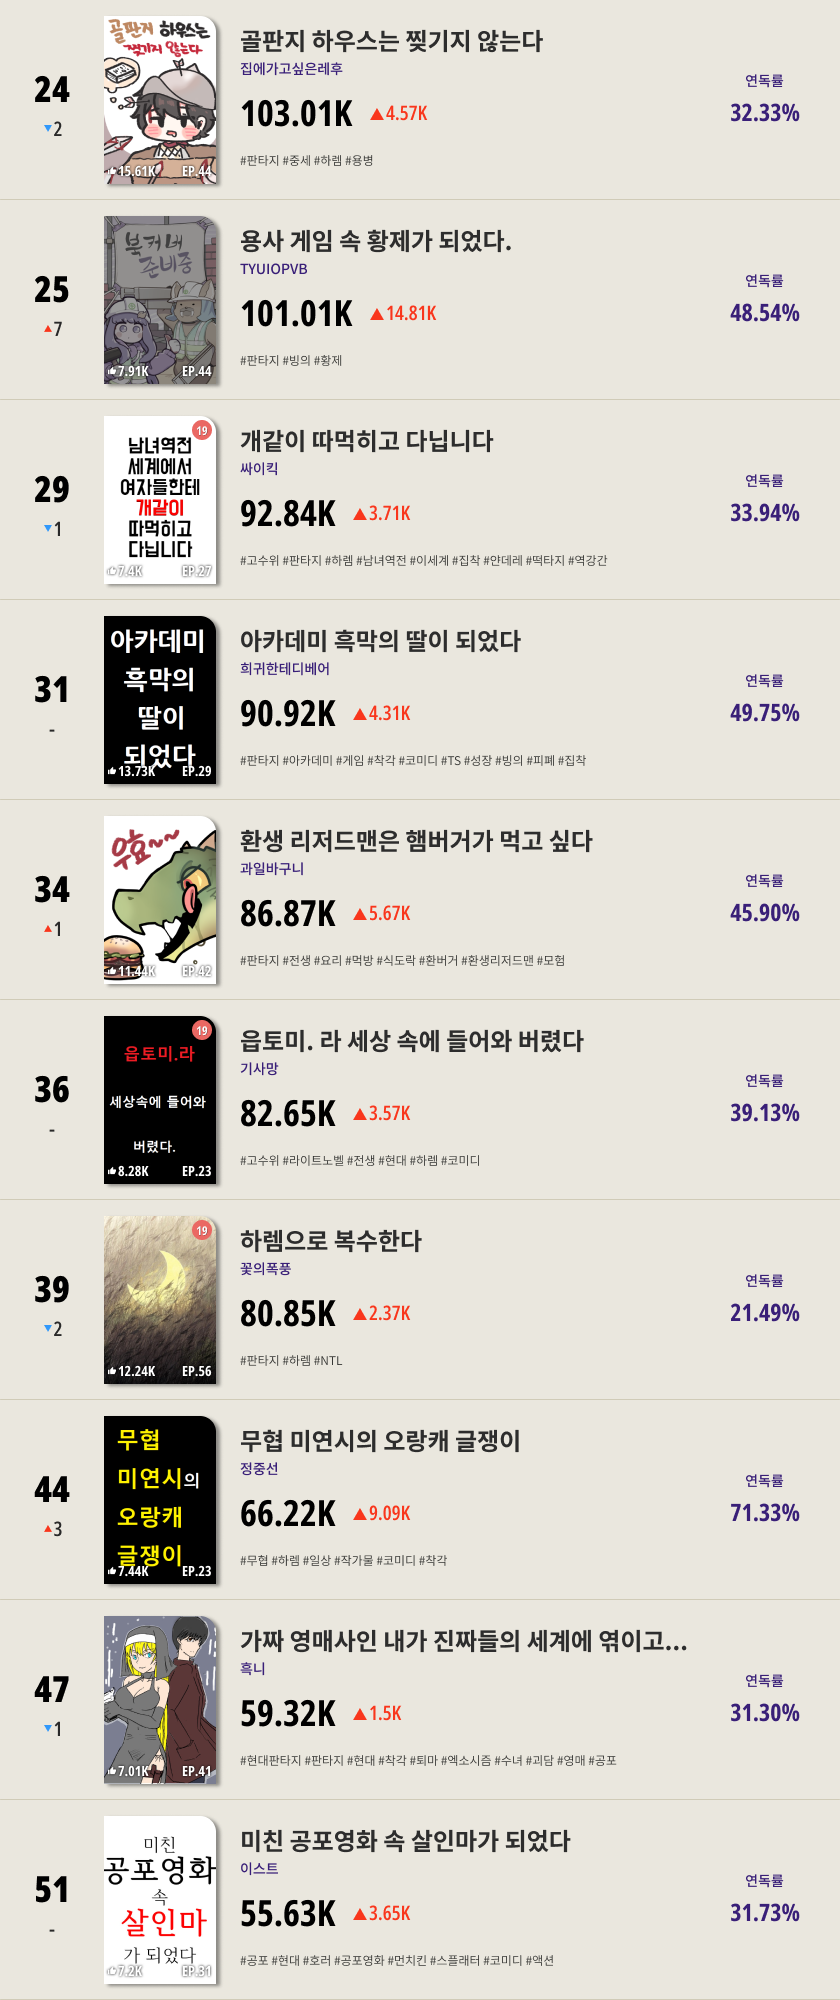 24
▼2
골판지 하우스는
찢기지 않는다
15.61K EP.44
골판지 하우스는 찢기지 않는다
집에가고싶은레후
103.01K ▲4.57K
#판타지 #중세 #하렘 #용병
연독률
32.33%
25
▲7
북커버
준비중
7.91K EP.44
용사 게임 속 황제가 되었다.
TYUIOPVB
101.01K ▲14.81K
#판타지 #빙의 #황제
연독률
48.54%
29
▼1
19
남녀역전
세계에서
여자들한테
개같이
따먹히고
다닙니다
7.4K EP.27
개같이 따먹히고 다닙니다
싸이킥
92.84K ▲3.71K
#고수위 #판타지 #하렘 #남녀역전 #이세계 #집착 #얀데레 #떡타지 #역강간
연독률
33.94%
31
-
아카데미
흑막의
딸이
되었다
13.73K EP.29
아카데미 흑막의 딸이 되었다
희귀한테디베어
90.92K ▲4.31K
#판타지 #아카데미 #게임 #착각 #코미디 #TS #성장 #빙의 #피폐 #집착
연독률
49.75%
34
▲1
우효~~
11.44K EP.42
환생 리저드맨은 햄버거가 먹고 싶다
과일바구니
86.87K ▲5.67K
#판타지 #전생 #요리 #먹방 #식도락 #환버거 #환생리저드맨 #모험
연독률
45.90%
36
-
19
읍토미.라
세상속에 들어와
버렸다.
8.28K EP.23
읍토미. 라 세상 속에 들어와 버렸다
기사망
82.65K ▲3.57K
#고수위 #라이트노벨 #전생 #현대 #하렘 #코미디
연독률
39.13%
39
▼2
19
12.24K EP.56
하렘으로 복수한다
꽃의폭풍
80.85K ▲2.37K
#판타지 #하렘 #NTL
연독률
21.49%
44
▲3
무협
미연시의
오랑캐
글쟁이
7.44K EP.23
무협 미연시의 오랑캐 글쟁이
정중선
66.22K ▲9.09K
#무협 #하렘 #일상 #작가물 #코미디 #착각
연독률
71.33%
47
▼1
7.01K EP.41
가짜 영매사인 내가 진짜들의 세계에 엮이고...
흑니
59.32K ▲1.5K
#현대판타지 #판타지 #현대 #착각 #퇴마 #엑소시즘 #수녀 #괴담 #영매 #공포
연독률
31.30%
51
-
미친
공포영화
속
살인마
가 되었다
7.2K EP.31
미친 공포영화 속 살인마가 되었다
이스트
55.63K ▲3.65K
#공포 #현대 #호러 #공포영화 #먼치킨 #스플래터 #코미디 #액션
연독률
31.73%